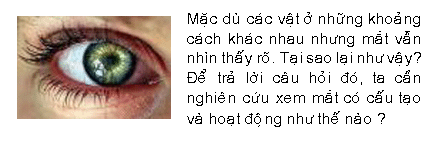 Mặc dù các vật ở những khoảng
cách khác nhau nhưng mắt vẫn
nhìn thấy rõ. Tại sao lại như vậy?
Để trả lời câu hỏi đó, ta cần
nghiên cứu xem mắt có cấu tạo
và hoạt động như thế nào ?